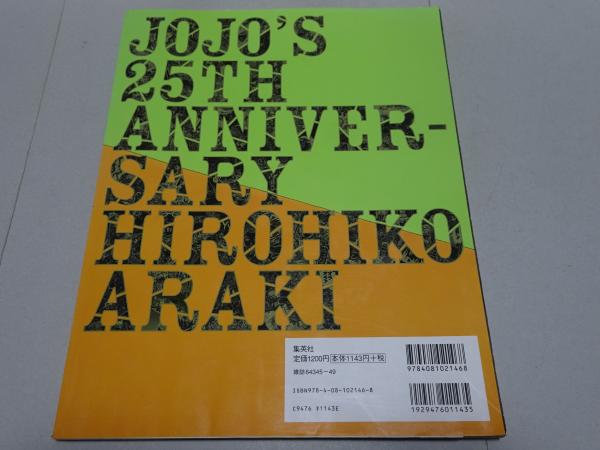 JOJO'S
25TH
ANNIVER-
SARY
HIROHIKO
ARAKI
集英社
定価1200円 本体1143円+税
雑誌64345-49
ISBN978-4-08-102146-8
C9476 ¥1143E
9784081021468
1929476011435